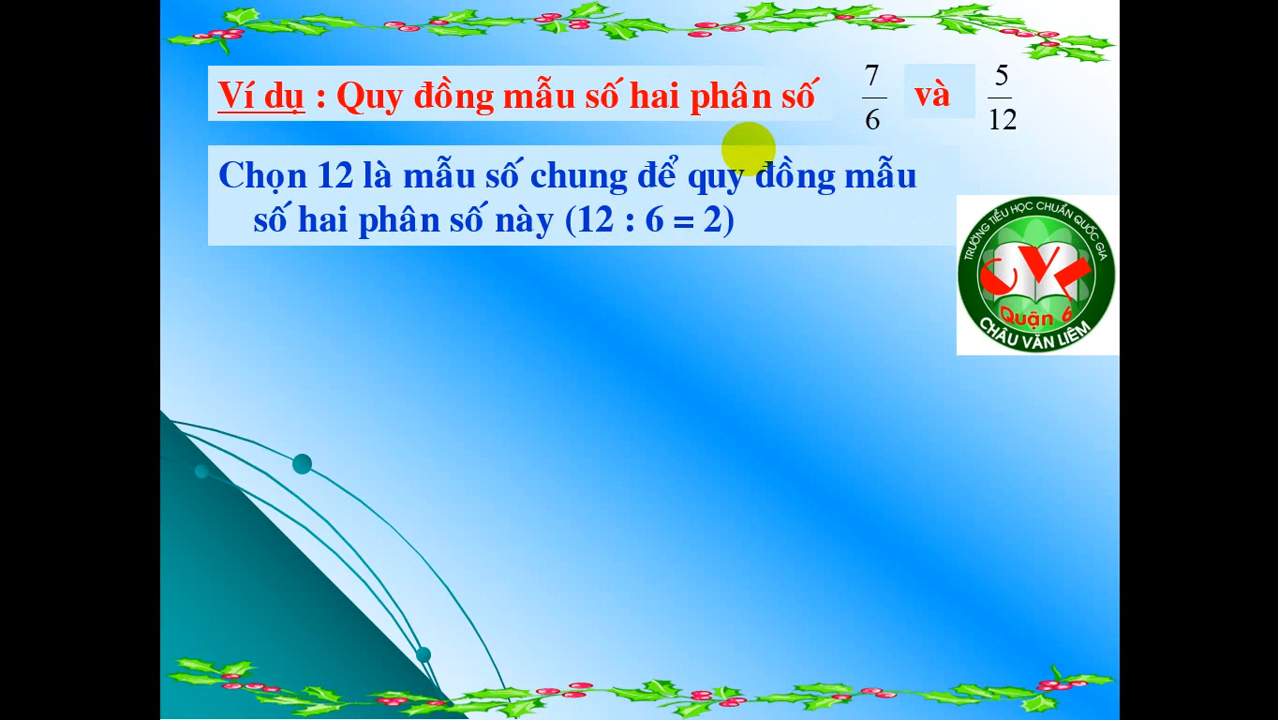 Ví dụ : Quy đồng mẫu số hai phân số 7/6 và 5/12
Chọn 12 là mẫu số chung để quy đồng mẫu
số hai phân số này (12 : 6 = 2)
TRƯỜNG TIỂU HỌC CHUẨN QUỐC GIA
CVL
Quận 6
CHÂU VĂN LIÊM